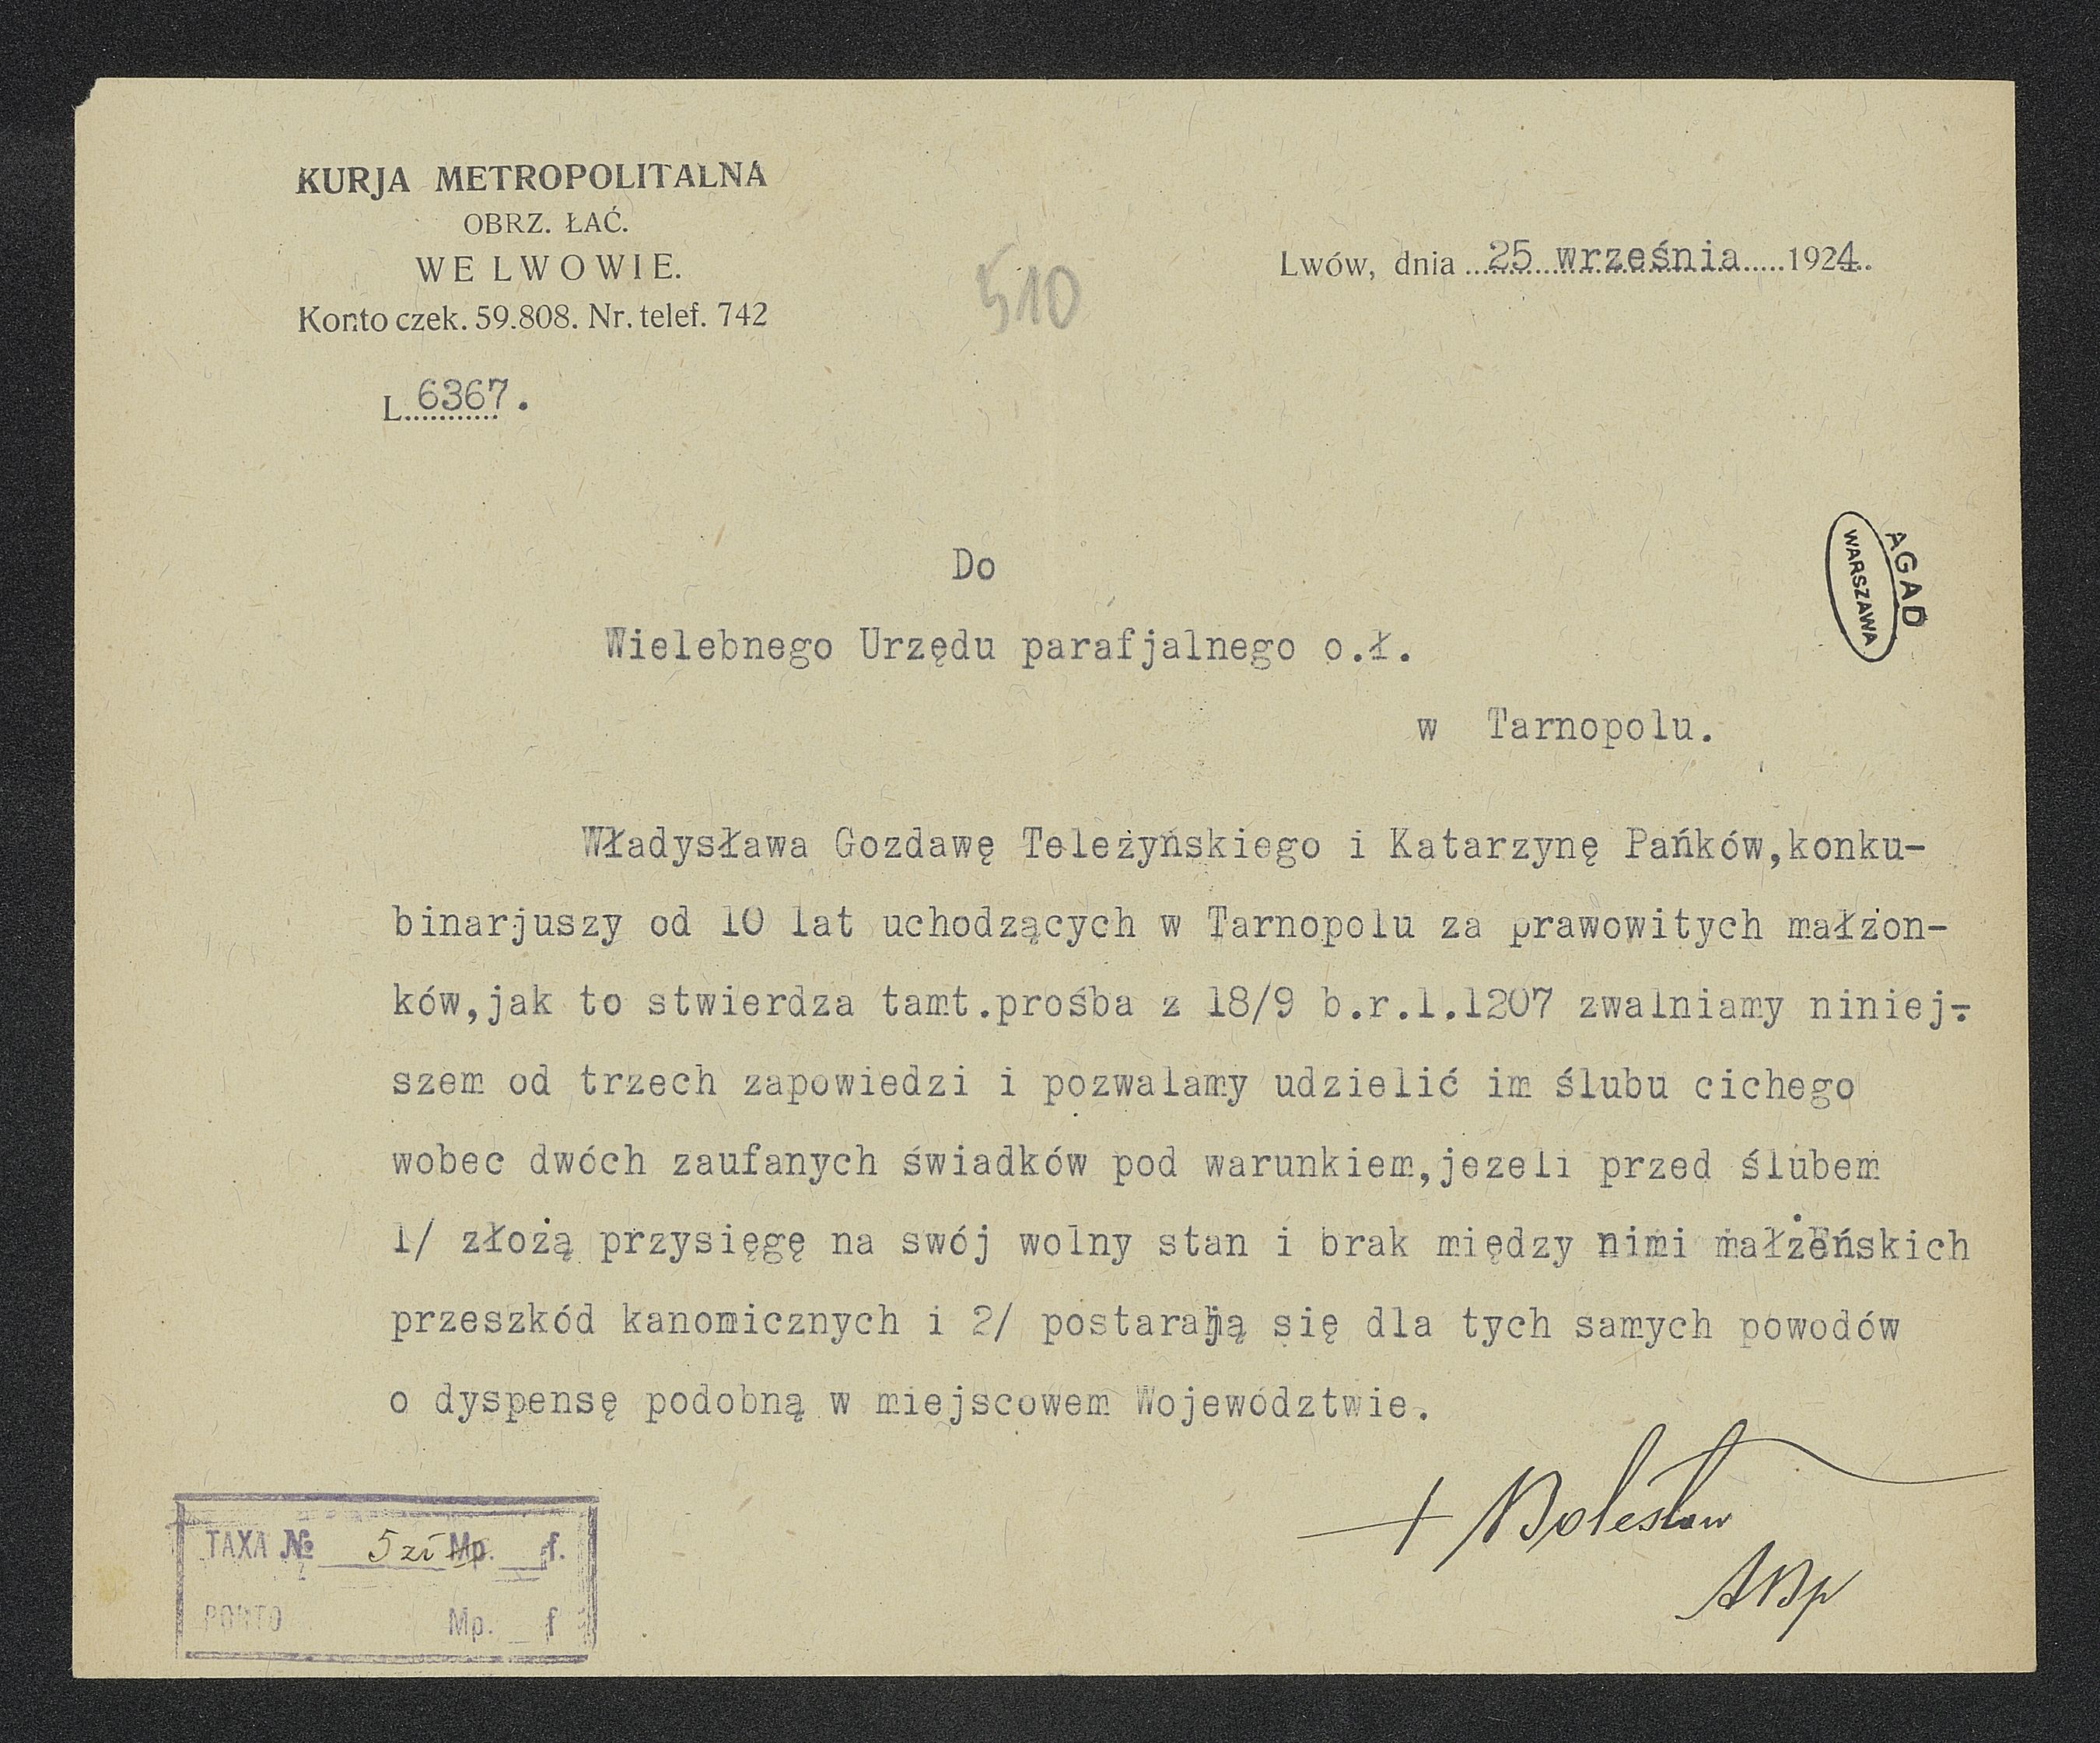 KURJA METROPOLITALNA
OBRZ. ŁAĆ.
WE LWOWIE.
Konto czek. 59.808. Nr. telef. 742
L. 6367.
510
Lwów, dnia 25 września 1924.
AGAD
WARSZAWA
Do
Wielebnego Urzędu parafjalnego o.ł.
w Tarnopolu.
Władysława Gozdawę Teleżyńskiego i Katarzynę Pańków,konku-
binarjuszy od 10 lat uchodzących w Tarnopolu za prawowitych małżon-
ków,jak to stwierdza tamt.prośba z 18/9 b.r.l.1207 zwalniamy niniej-
szem od trzech zapowiedzi i pozwalamy udzielić im ślubu cichego
wobec dwóch zaufanych świadków pod warunkiem,jezeli przed ślubem
1/ złożą przysięgę na swój wolny stan i brak między nimi małżeńskich
przeszkód kanomicznych i 2/ postarają się dla tych samych powodów
o dyspensę podobną w miejscowem Województwie.
+ Bolesław
ABp
TAXA № 5 zł Mp. f.
PORTO Mp. f